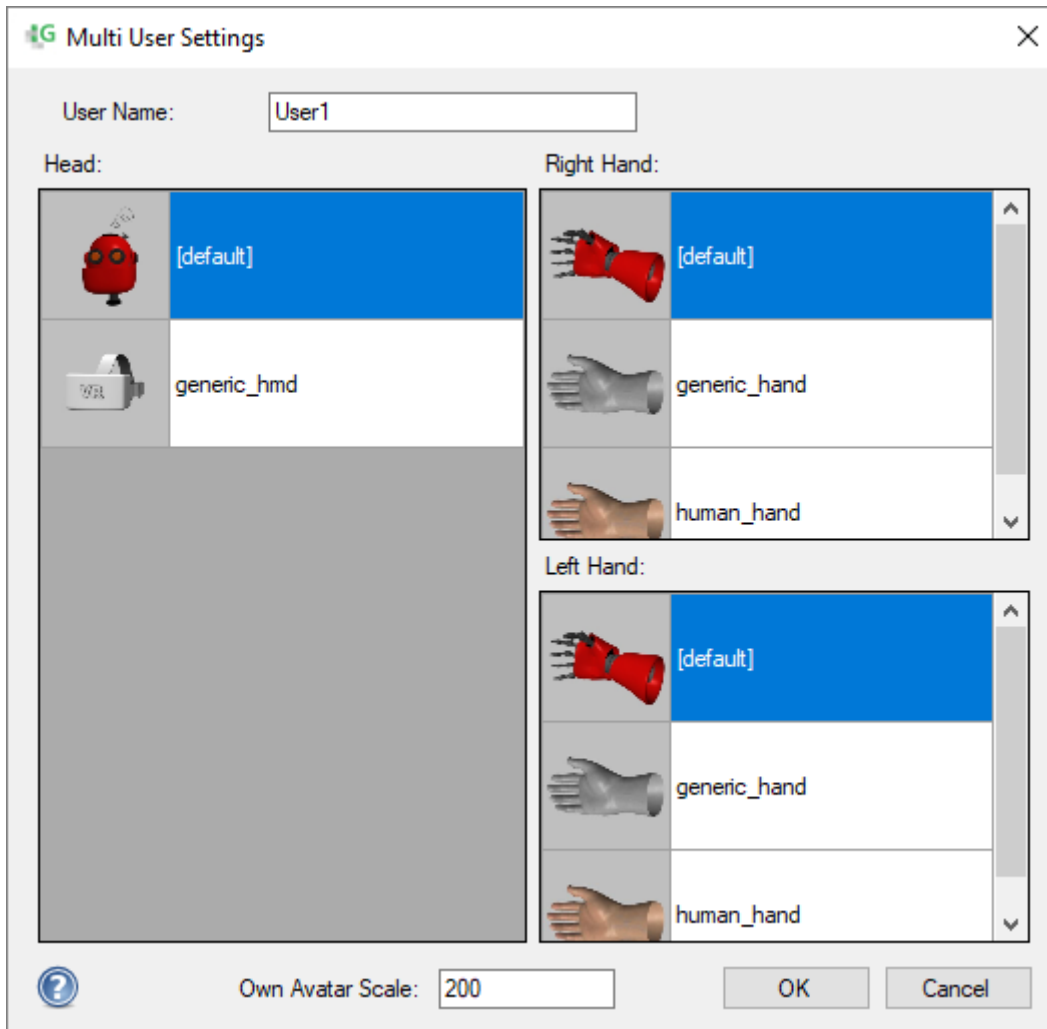 Multi User Settings
User Name: User1
Head:
[default]
VR
generic_hmd
Right Hand:
[default]
generic_hand
human_hand
Left Hand:
[default]
generic_hand
human_hand
? Own Avatar Scale: 200 OK Cancel